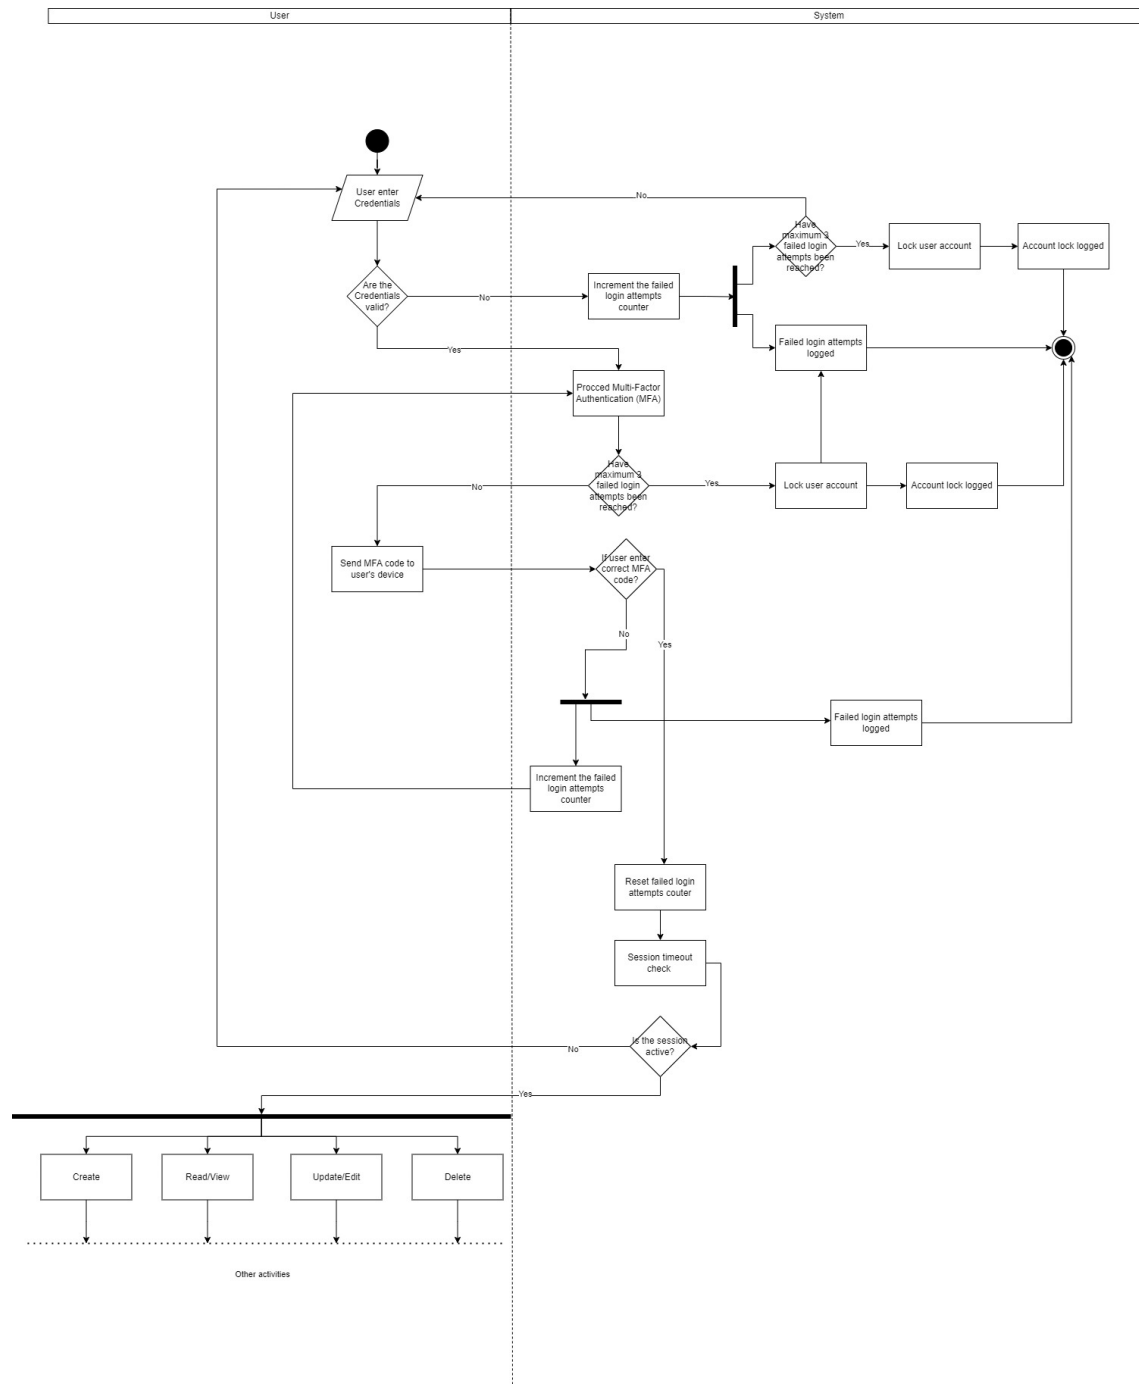 User
System
User enter
Credentials
No
Have
maximum 3
failed login
attempts been
reached?
Yes
Lock user account
Account lock logged
Are the
Credentials
valid?
No
Increment the failed
login attempts
counter
Yes
Failed login attempts
logged
Procced Multi-Factor
Authentication (MFA)
Have
maximum 3
failed login
attempts been
reached?
No
Yes
Lock user account
Account lock logged
Send MFA code to
user's device
If user enter
correct MFA
code?
No
Yes
Failed login attempts
logged
Increment the failed
login attempts
counter
Reset failed login
attempts couter
Session timeout
check
Is the session
active?
No
Yes
Create
Read/View
Update/Edit
Delete
Other activities